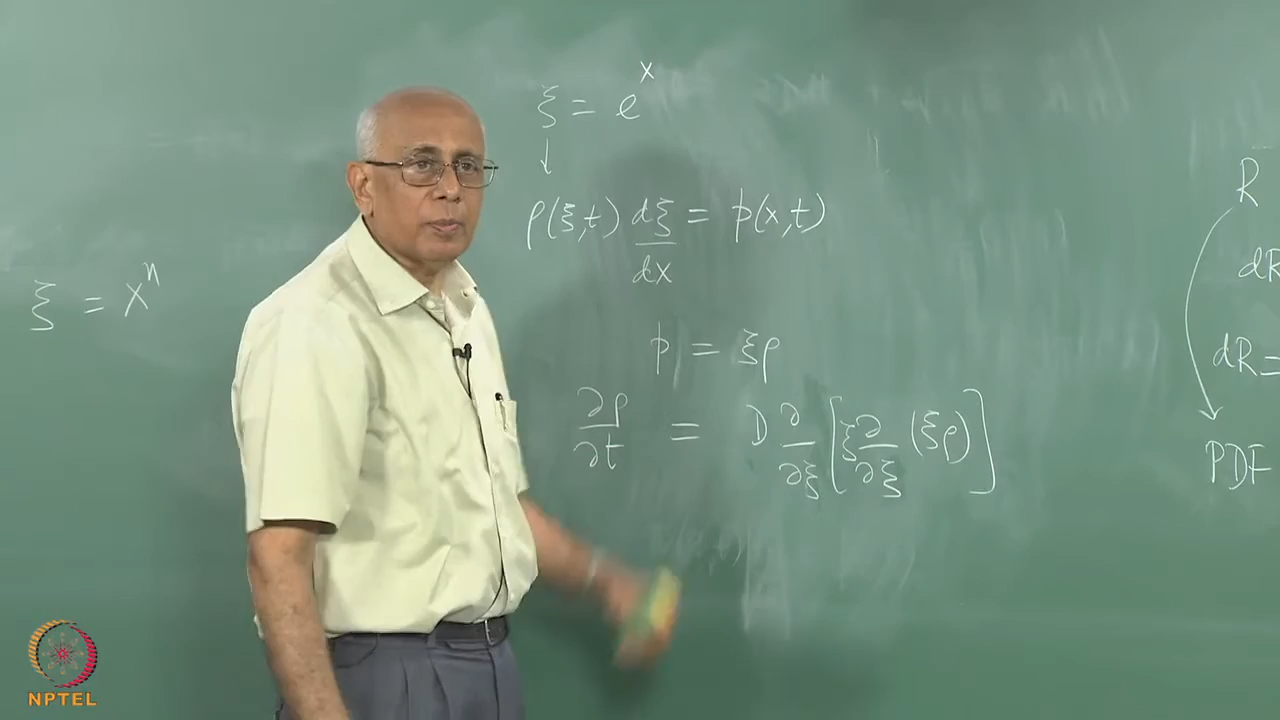 ξ = e^x
↓
ρ(ξ,t) dξ/dx = p(x,t)
ξ = x^n
p = ξρ
∂ρ/∂t = D ∂/∂ξ [ξ ∂/∂ξ (ξρ)]
R
dR
dR =
PDF
NPTEL